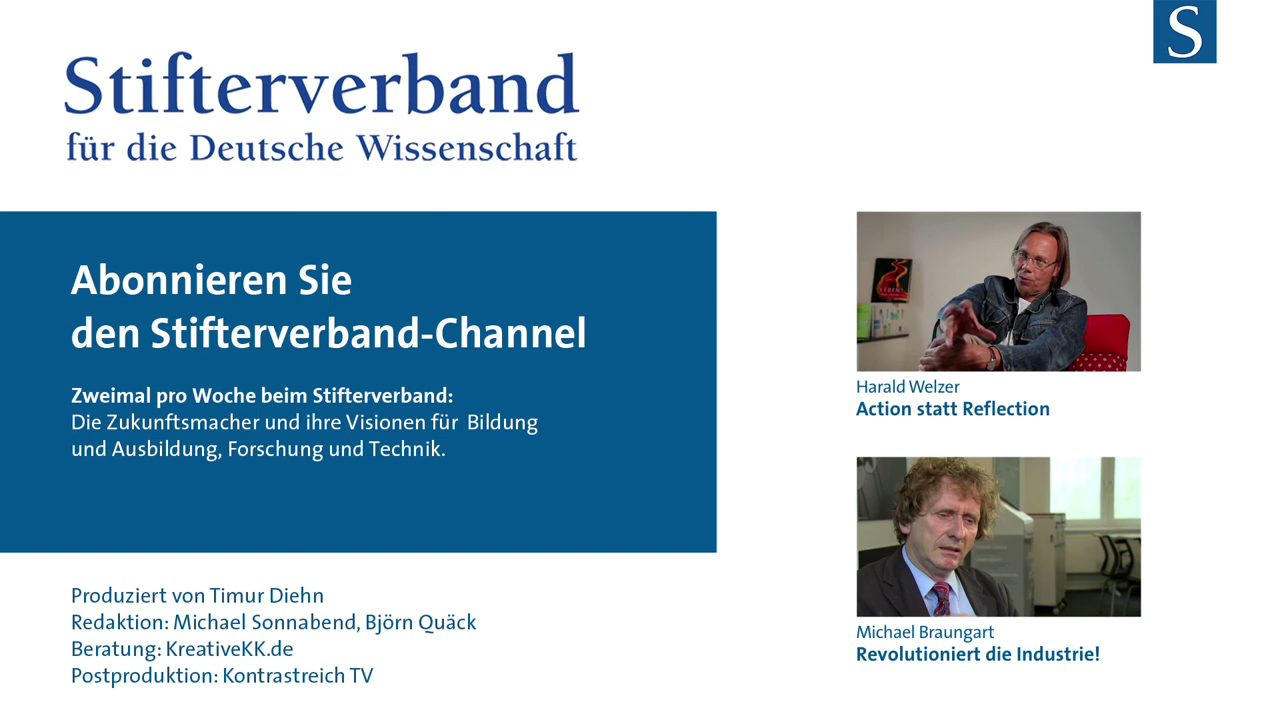 S
Stifterverband
für die Deutsche Wissenschaft
Abonnieren Sie
den Stifterverband-Channel
Zweimal pro Woche beim Stifterverband:
Die Zukunftsmacher und ihre Visionen für  Bildung
und Ausbildung, Forschung und Technik.
Produziert von Timur Diehn
Redaktion: Michael Sonnabend, Björn Quäck
Beratung: KreativeKK.de
Postproduktion: Kontrastreich TV
Harald Welzer
Action statt Reflection
Michael Braungart
Revolutioniert die Industrie!